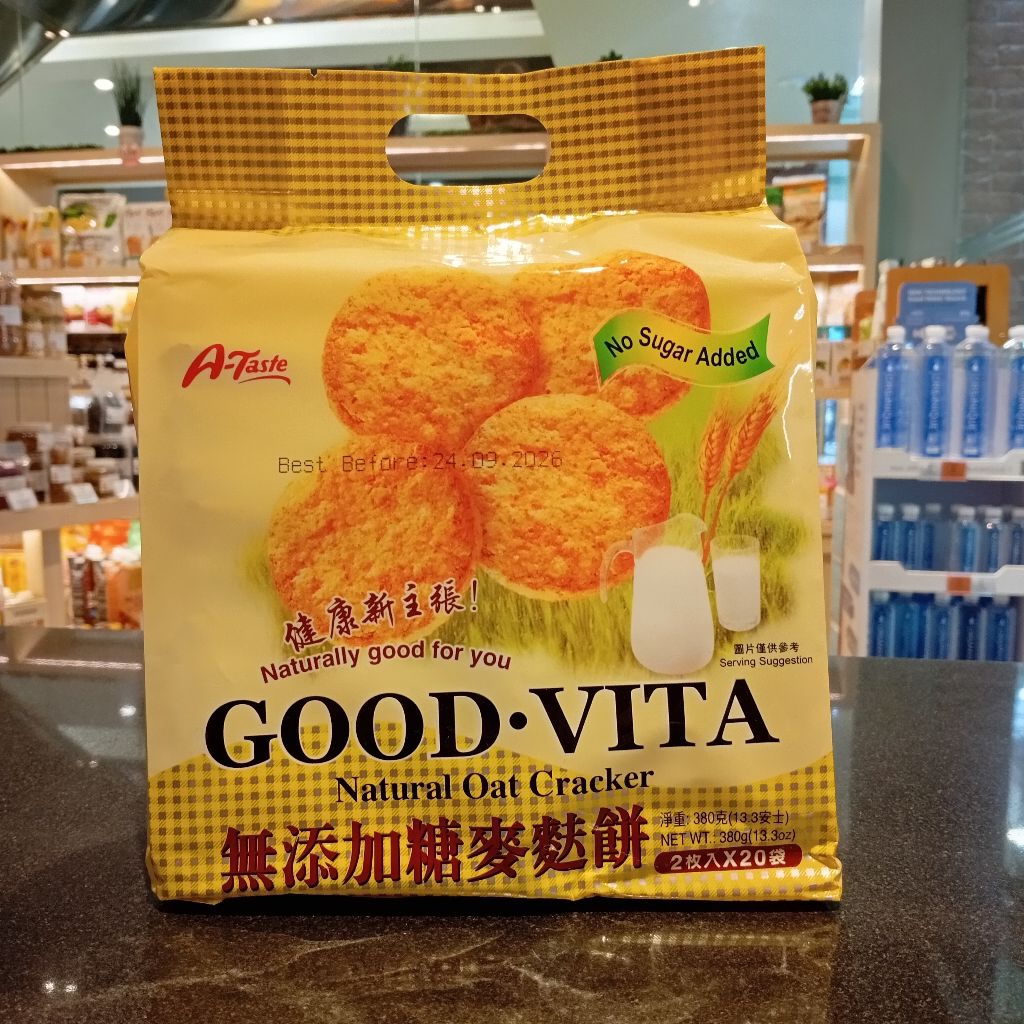 A-Taste
No Sugar Added
Best Before:24.09.2026
健康新主張!
Naturally good for you
圖片僅供參考
Serving Suggestion
GOOD·VITA
Natural Oat Cracker
無添加糖麥麩餅
淨重: 380克(13.3安士)
NET WT.: 380g(13.3oz)
2枚入X20袋